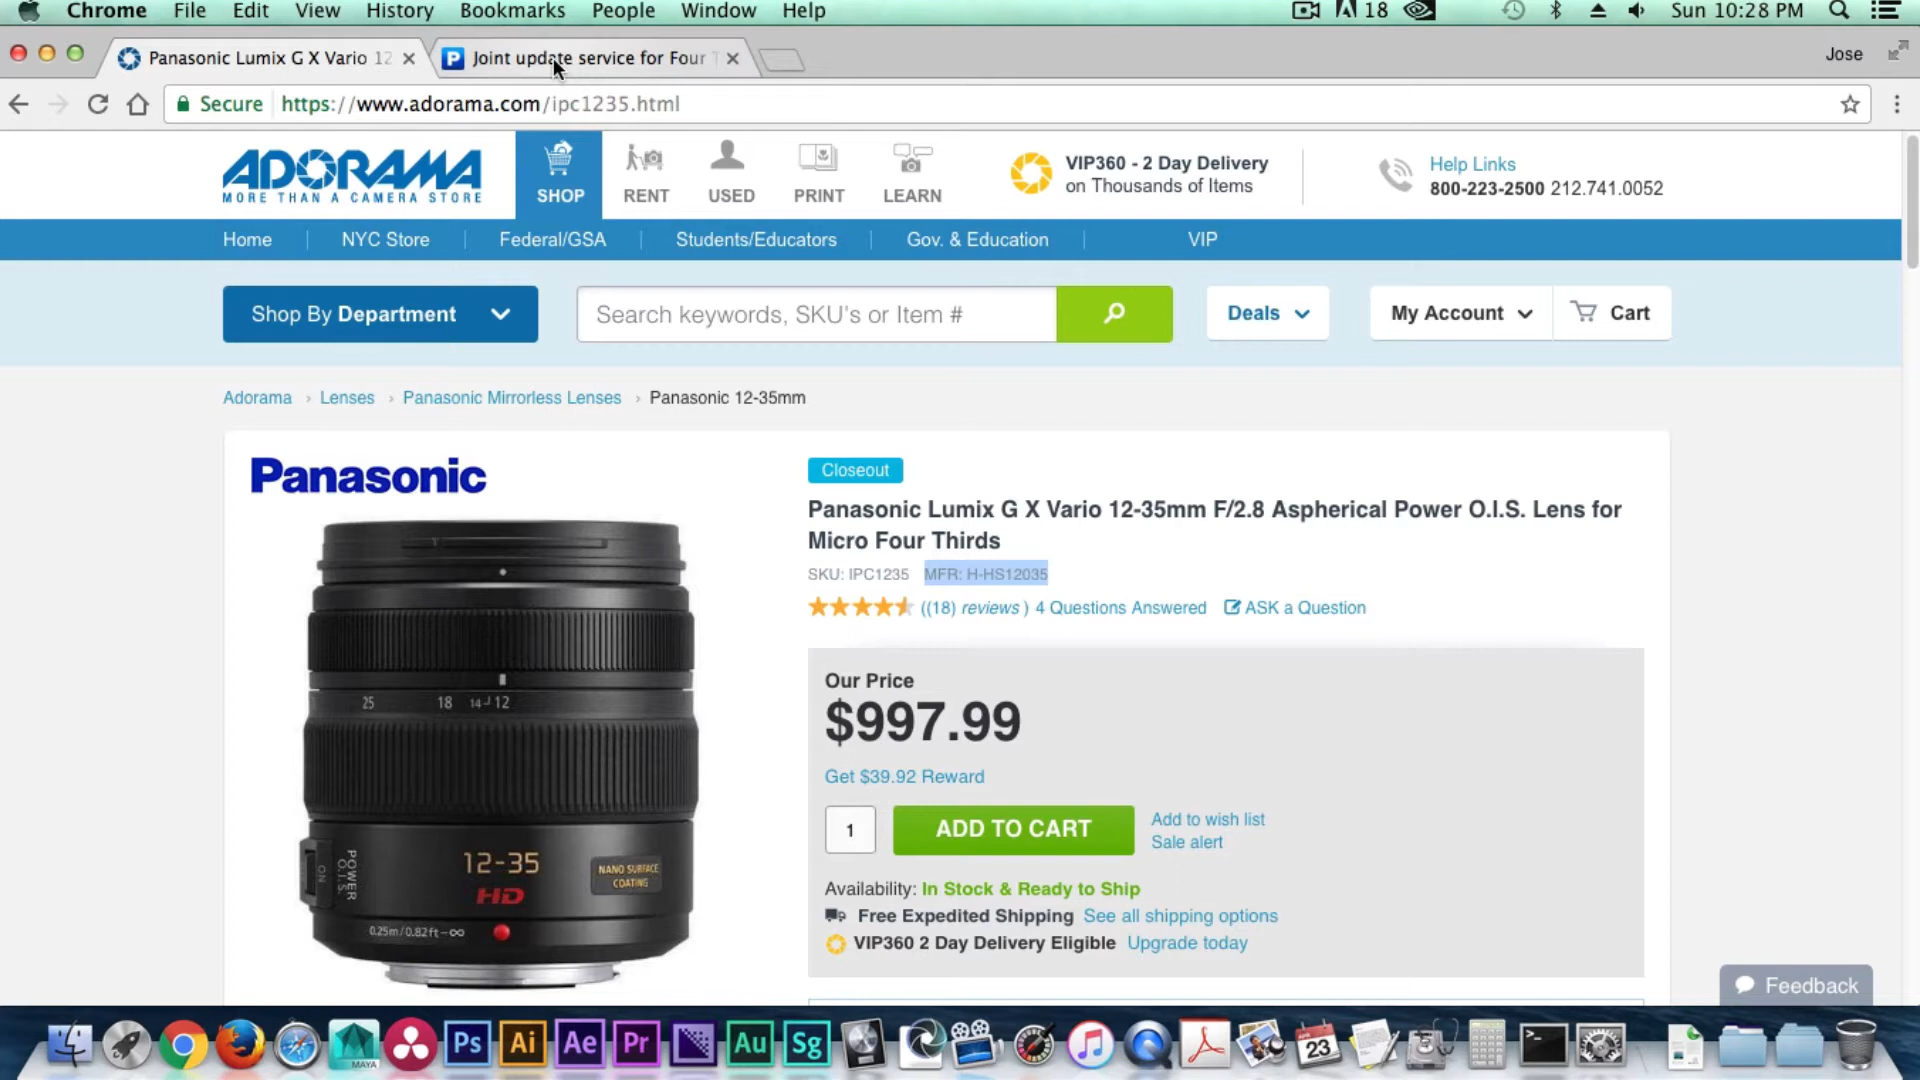 Chrome File Edit View History Bookmarks People Window Help 18 Sun 10:28 PM
Panasonic Lumix G X Vario 12 Joint update service for Four T Jose
Secure https://www.adorama.com/ipc1235.html
ADORAMA
MORE THAN A CAMERA STORE
SHOP RENT USED PRINT LEARN
VIP360 - 2 Day Delivery
on Thousands of Items
Help Links
800-223-2500 212.741.0052
Home NYC Store Federal/GSA Students/Educators Gov. & Education VIP
Shop By Department Search keywords, SKU's or Item # Deals My Account Cart
Adorama › Lenses › Panasonic Mirrorless Lenses › Panasonic 12-35mm
Panasonic
25 18 14 12
POWER
O.I.S.
ON
12-35
HD
NANO SURFACE
COATING
0.25m/0.82ft-∞
Closeout
Panasonic Lumix G X Vario 12-35mm F/2.8 Aspherical Power O.I.S. Lens for
Micro Four Thirds
SKU: IPC1235 MFR: H-HS12035
((18) reviews ) 4 Questions Answered ASK a Question
Our Price
$997.99
Get $39.92 Reward
1 ADD TO CART
Add to wish list
Sale alert
Availability: In Stock & Ready to Ship
Free Expedited Shipping See all shipping options
VIP360 2 Day Delivery Eligible Upgrade today
Feedback
MAYA Ps Ai Ae Pr Au Sg 23